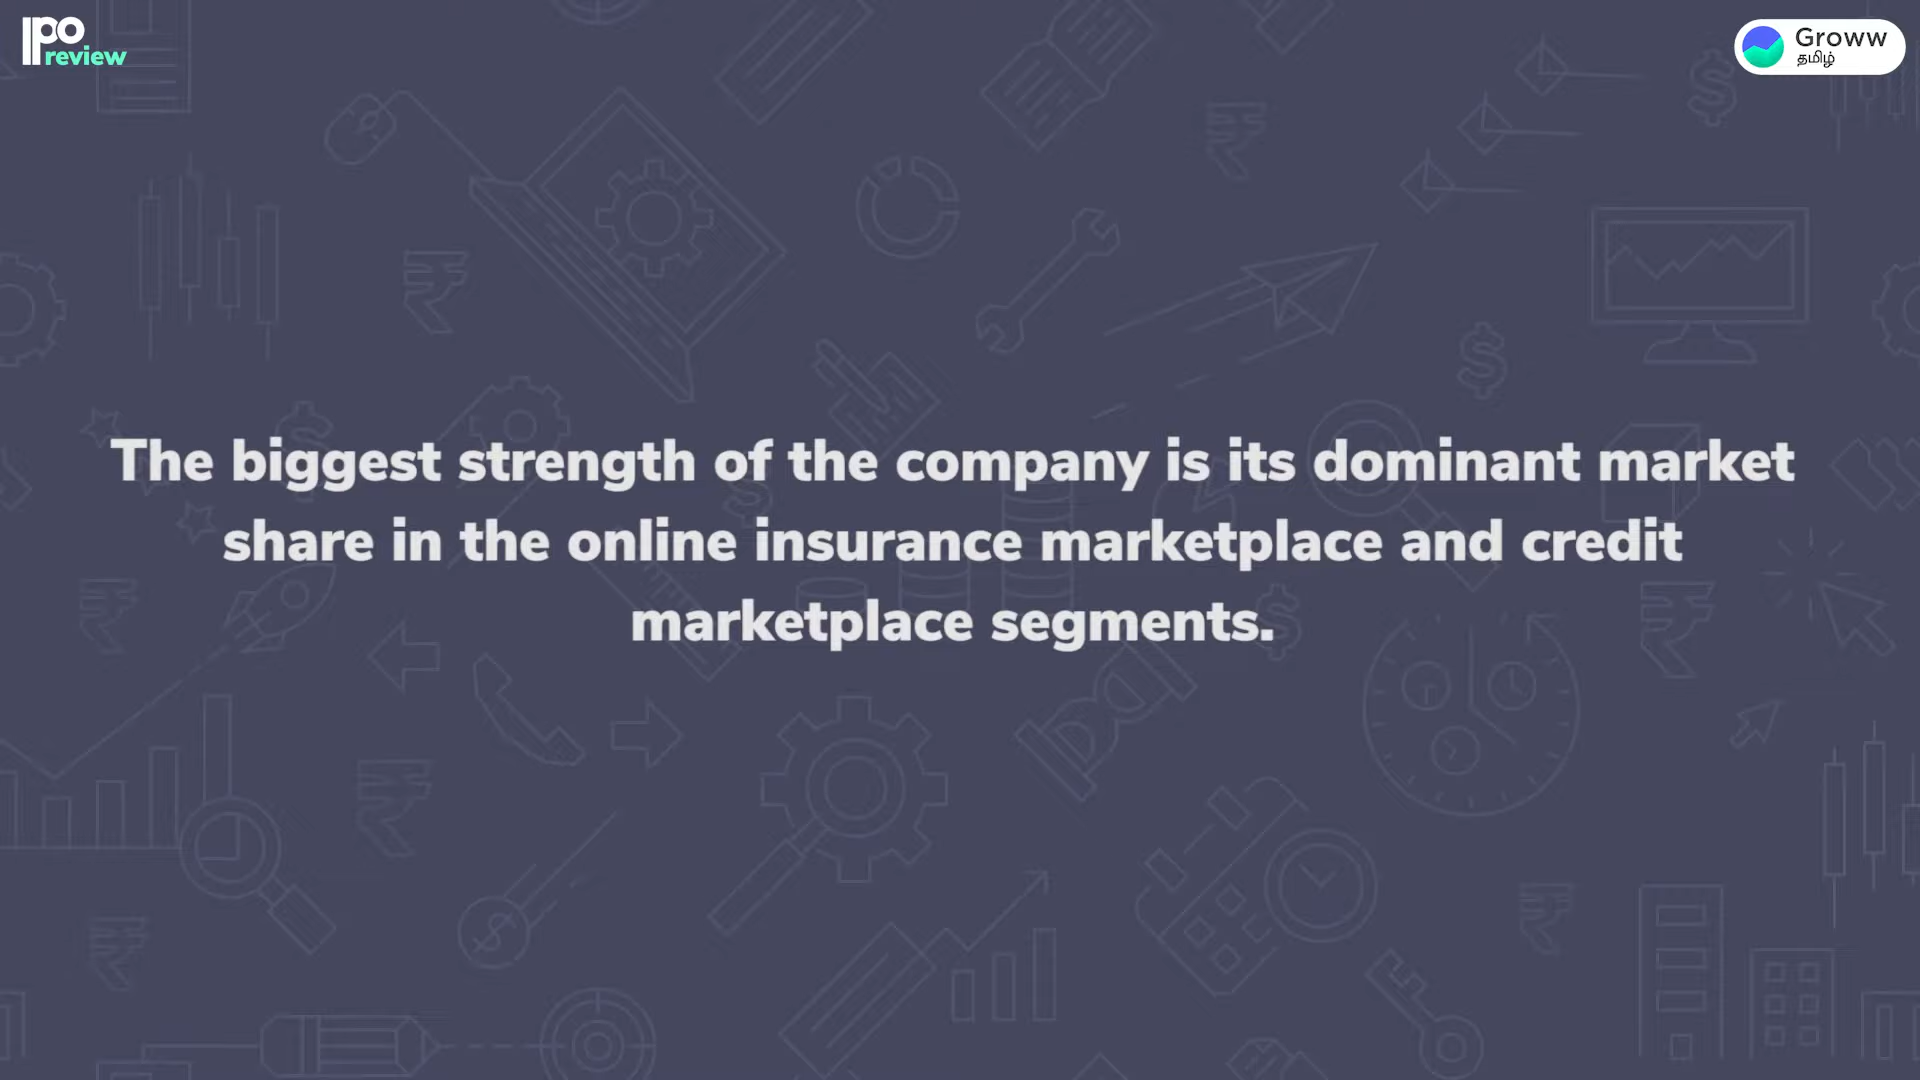 IPO
review
Groww
தமிழ்
The biggest strength of the company is its dominant market
share in the online insurance marketplace and credit
marketplace segments.